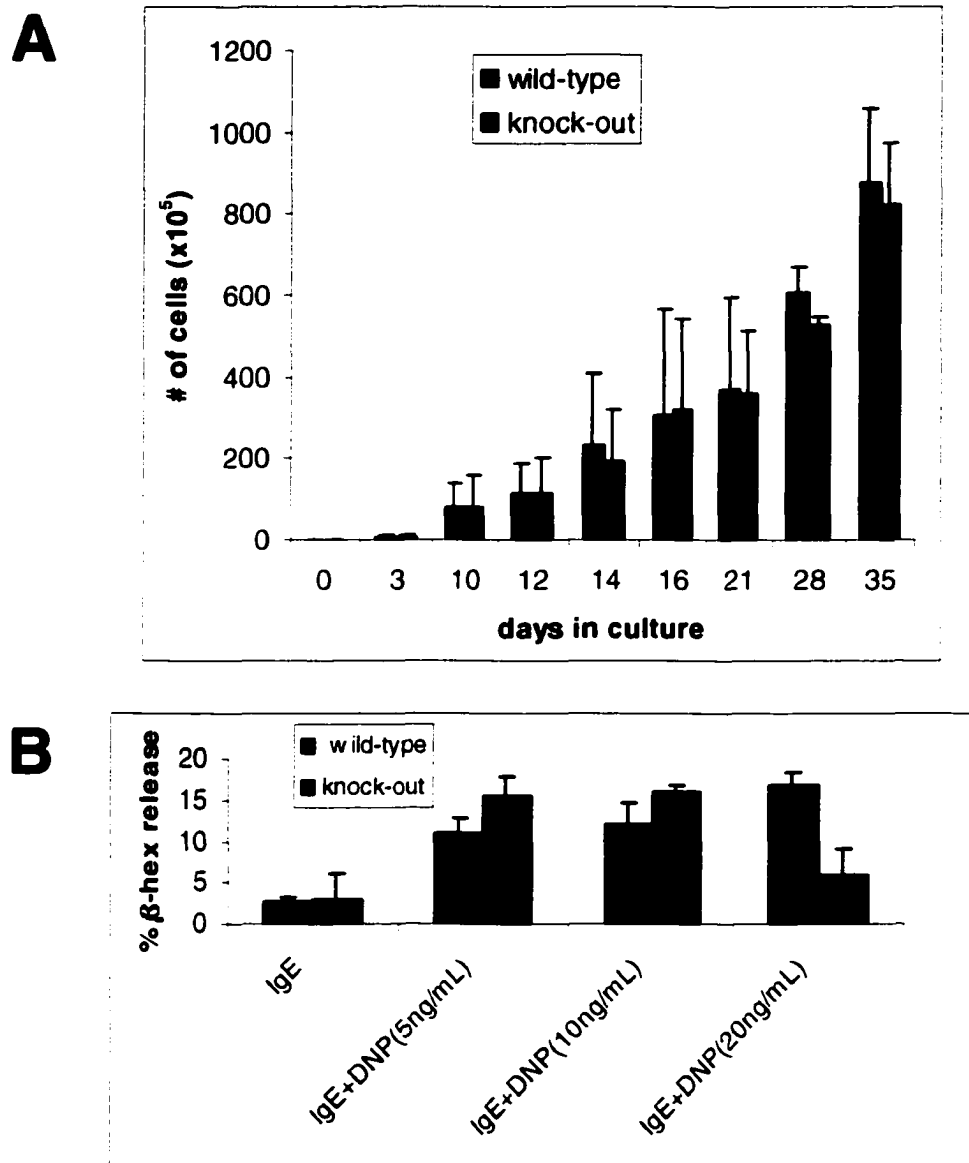 A
1200
1000
800
600
400
200
0
# of cells (x10⁵)
wild-type
knock-out
0 3 10 12 14 16 21 28 35
days in culture
B
20
15
10
5
0
% β-hex release
wild-type
knock-out
IgE
IgE+DNP(5ng/mL)
IgE+DNP(10ng/mL)
IgE+DNP(20ng/mL)